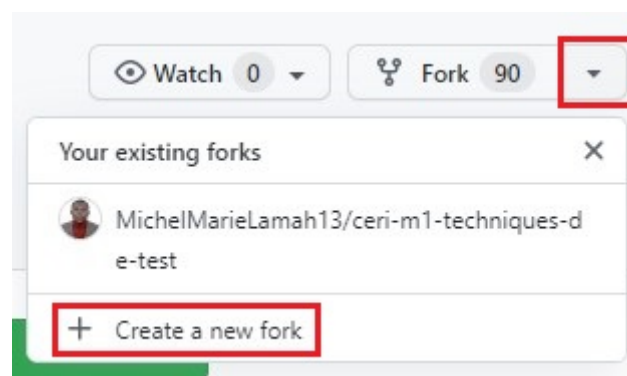 Watch 0 Fork 90
Your existing forks
MichelMarieLamah13/ceri-m1-techniques-d
e-test
Create a new fork